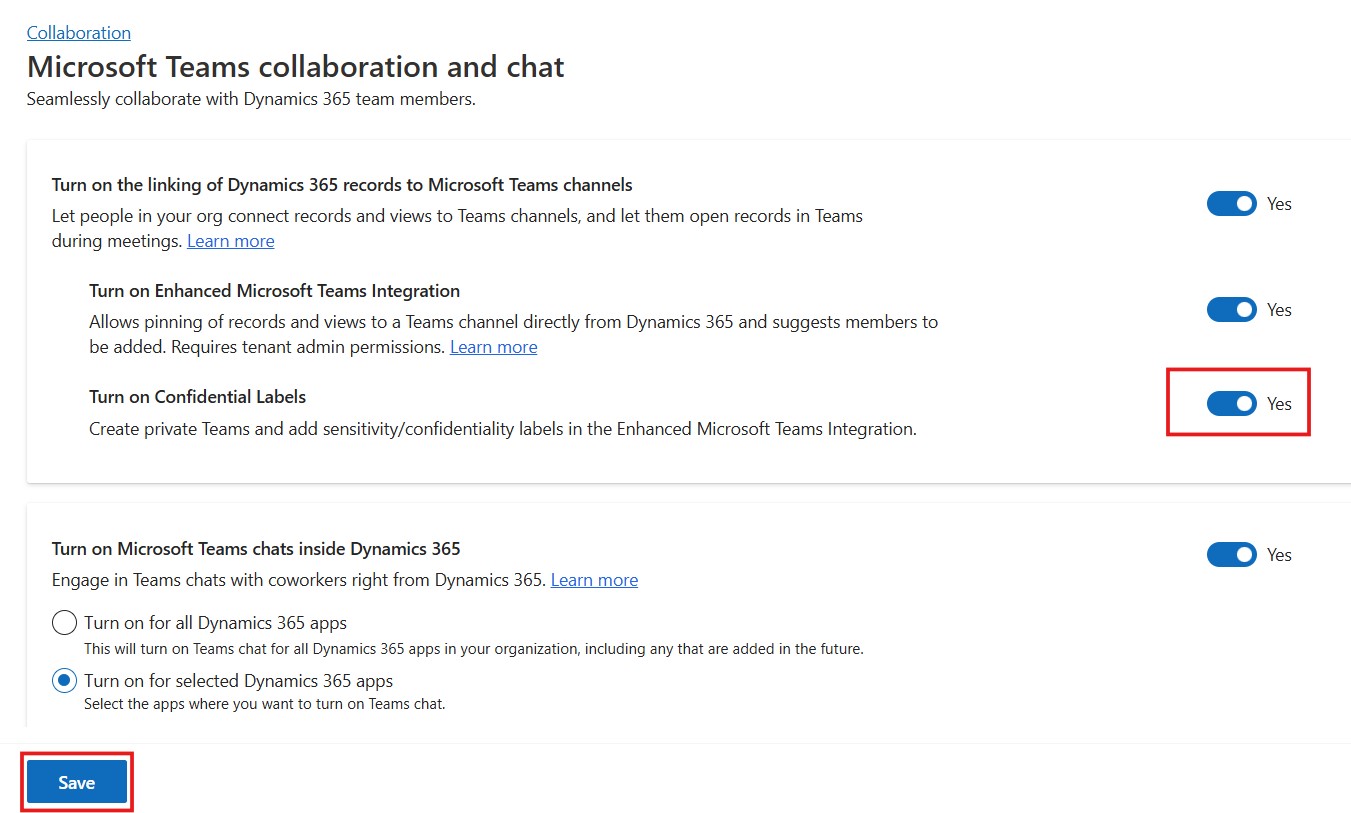 Collaboration
Microsoft Teams collaboration and chat
Seamlessly collaborate with Dynamics 365 team members.
Turn on the linking of Dynamics 365 records to Microsoft Teams channels
Let people in your org connect records and views to Teams channels, and let them open records in Teams
during meetings. Learn more
Yes
Turn on Enhanced Microsoft Teams Integration
Allows pinning of records and views to a Teams channel directly from Dynamics 365 and suggests members to
be added. Requires tenant admin permissions. Learn more
Yes
Turn on Confidential Labels
Create private Teams and add sensitivity/confidentiality labels in the Enhanced Microsoft Teams Integration.
Yes
Turn on Microsoft Teams chats inside Dynamics 365
Engage in Teams chats with coworkers right from Dynamics 365. Learn more
Yes
Turn on for all Dynamics 365 apps
This will turn on Teams chat for all Dynamics 365 apps in your organization, including any that are added in the future.
Turn on for selected Dynamics 365 apps
Select the apps where you want to turn on Teams chat.
Save